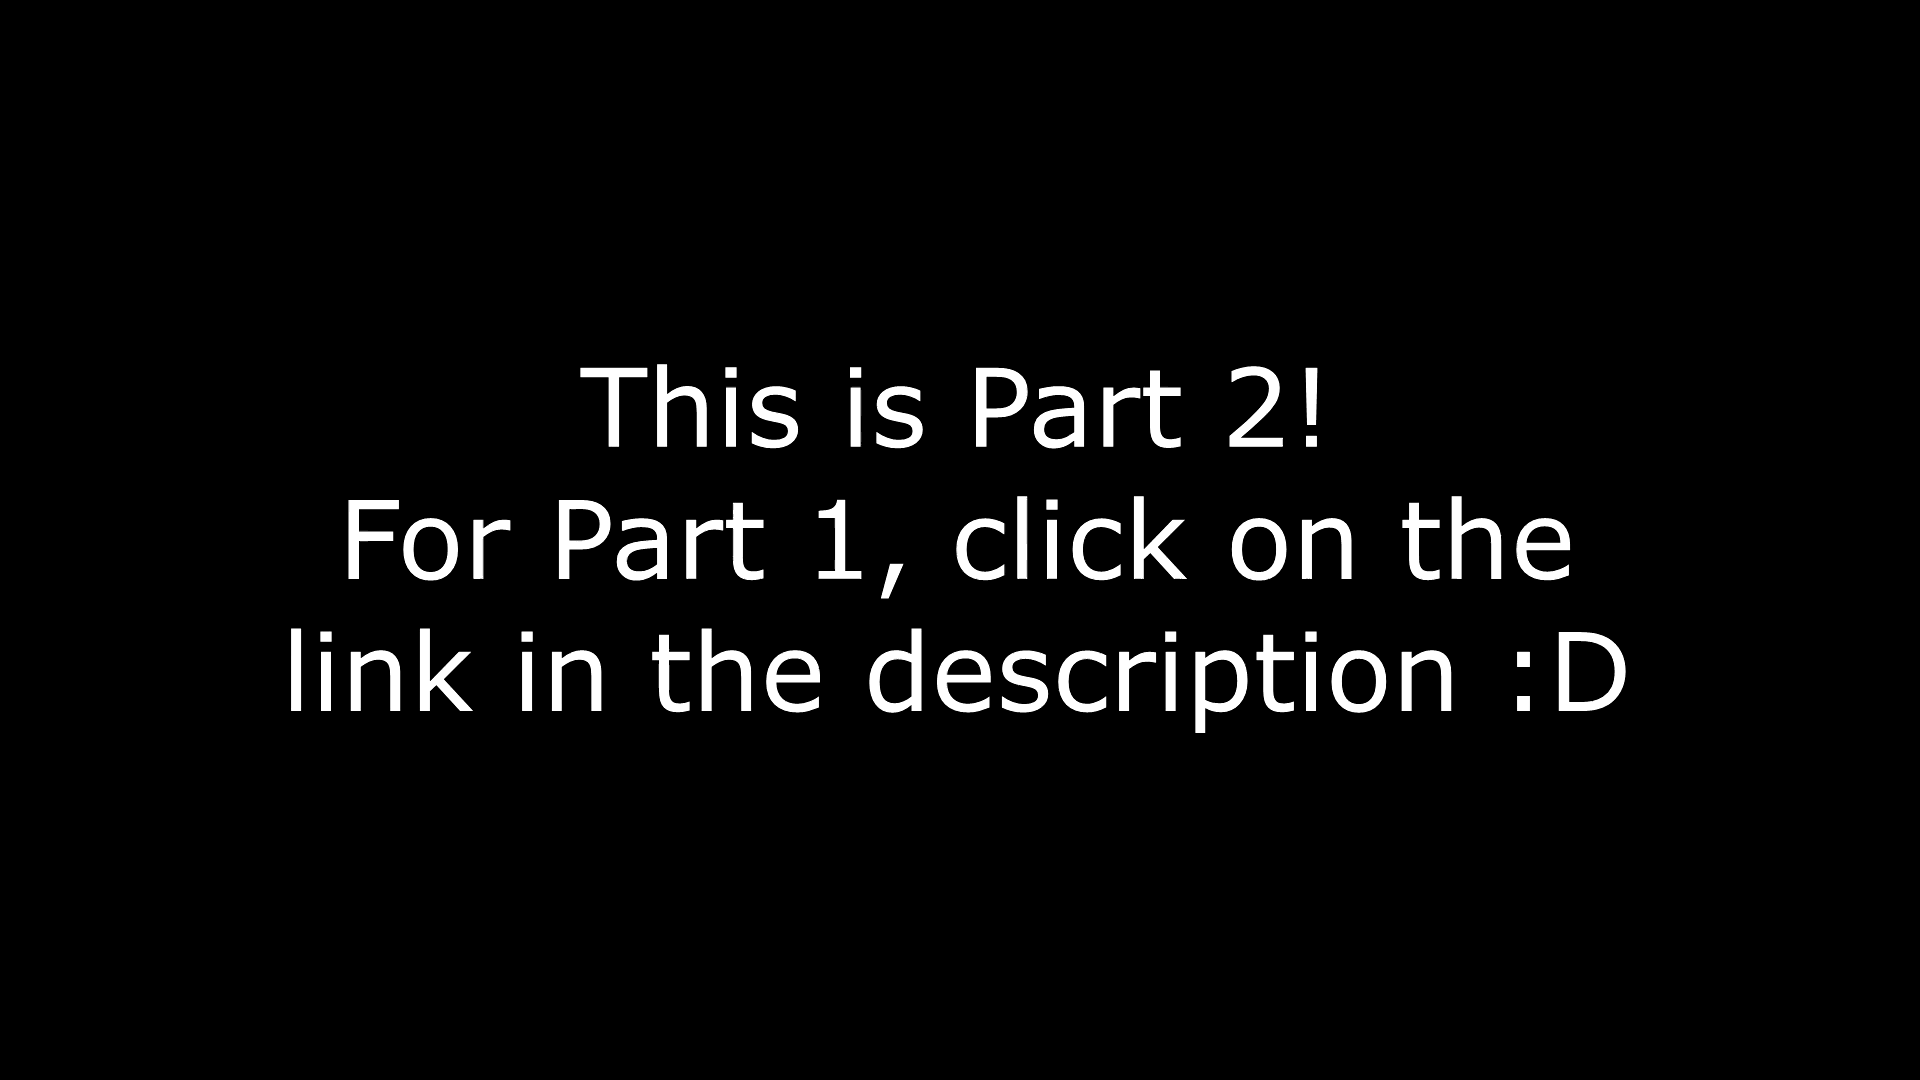 This is Part 2!
For Part 1, click on the
link in the description :D